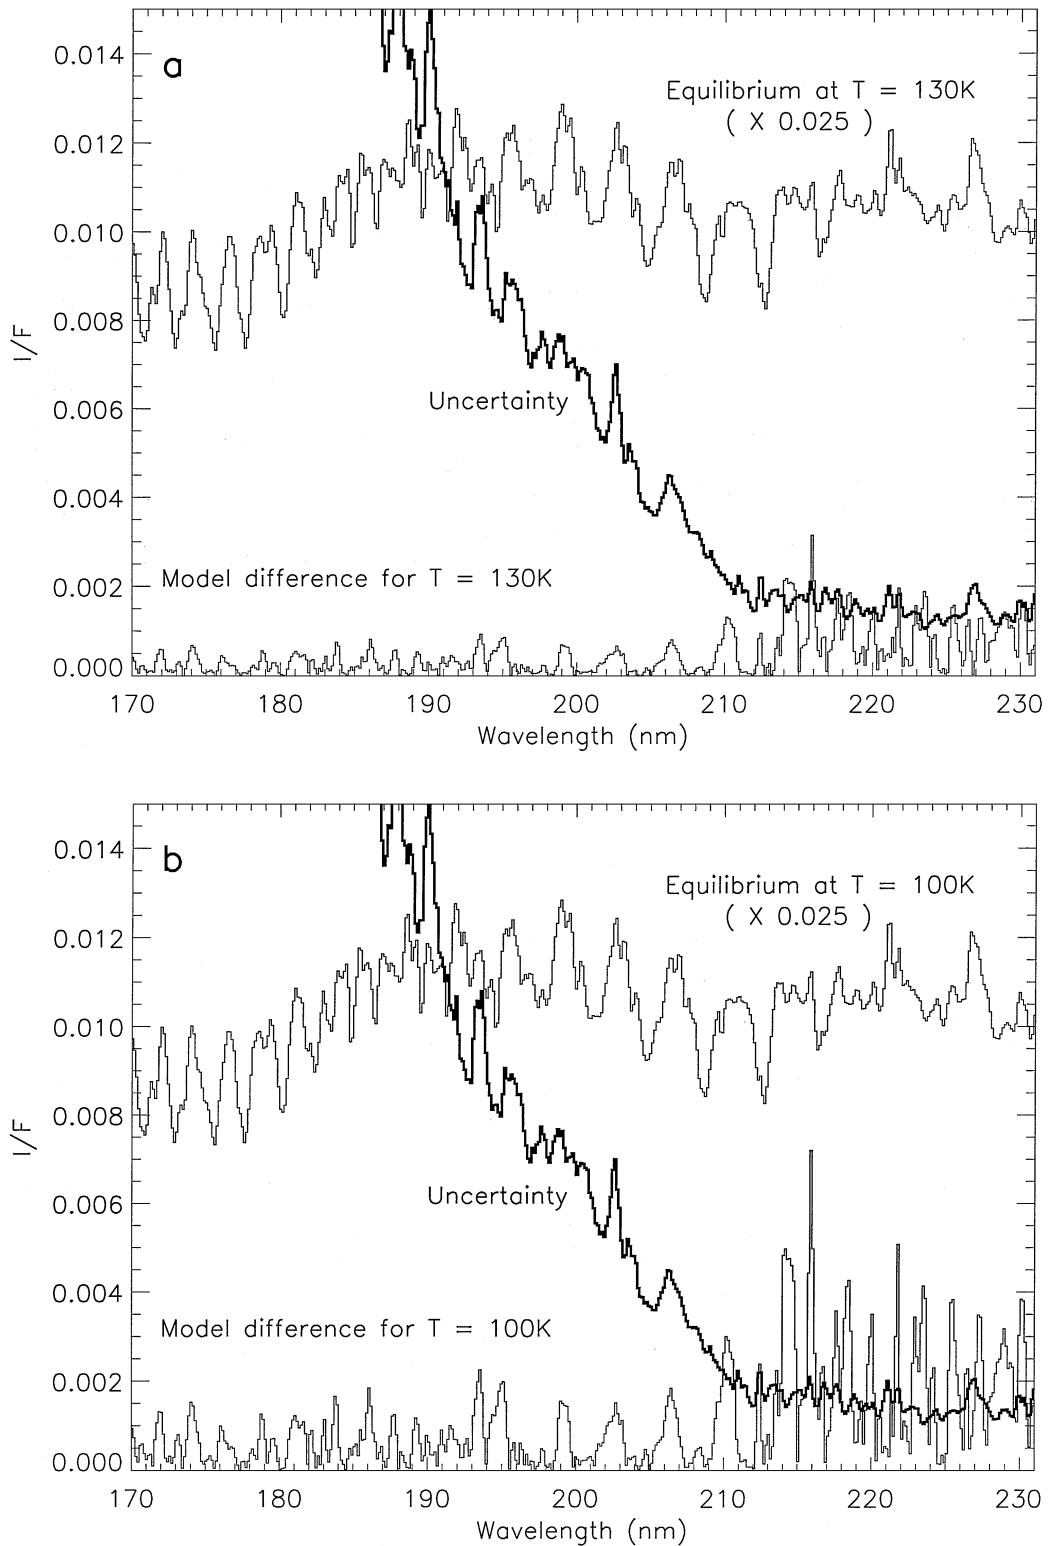 a
Equilibrium at T = 130K
( X 0.025 )
Uncertainty
Model difference for T = 130K
0.014
0.012
0.010
0.008
0.006
0.004
0.002
0.000
I/F
170 180 190 200 210 220 230
Wavelength (nm)
b
Equilibrium at T = 100K
( X 0.025 )
Uncertainty
Model difference for T = 100K
0.014
0.012
0.010
0.008
0.006
0.004
0.002
0.000
I/F
170 180 190 200 210 220 230
Wavelength (nm)